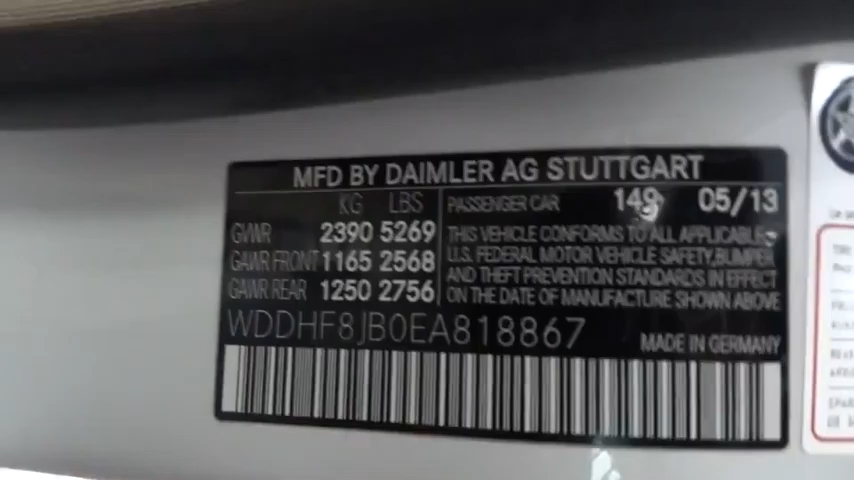 MFD BY DAIMLER AG STUTTGART
KG LBS
GVWR 2390 5269
GAWR FRONT 1165 2568
GAWR REAR 1250 2756
PASSENGER CAR 149 05/13
THIS VEHICLE CONFORMS TO ALL APPLICABLE
U.S. FEDERAL MOTOR VEHICLE SAFETY, BUMPER
AND THEFT PREVENTION STANDARDS IN EFFECT
ON THE DATE OF MANUFACTURE SHOWN ABOVE
WDDHF8JB0EA818867
MADE IN GERMANY